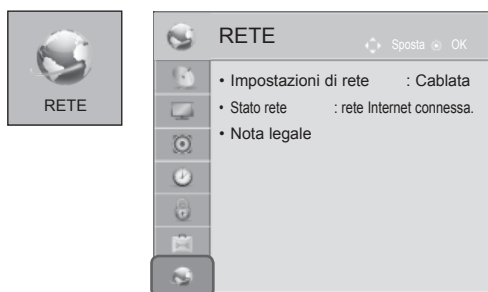 RETE
RETE
Sposta OK
• Impostazioni di rete : Cablata
• Stato rete : rete Internet connessa.
• Nota legale